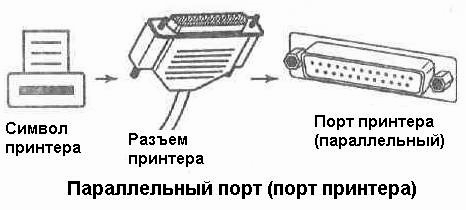 Символ
принтера
Разъем
принтера
Порт принтера
(параллельный)
Параллельный порт (порт принтера)